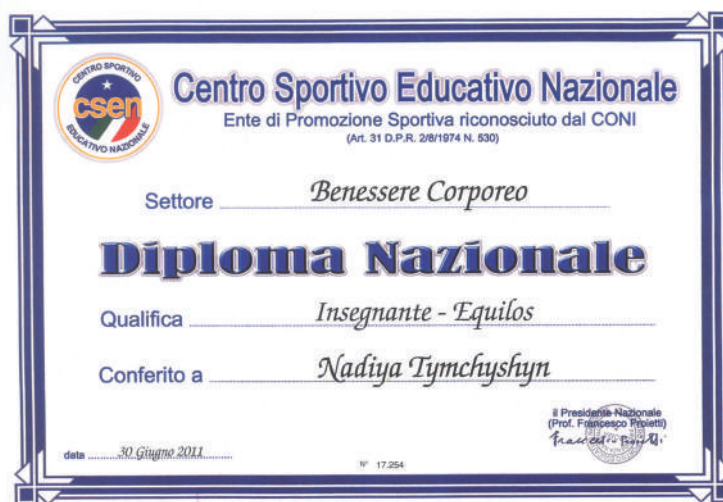 CENTRO SPORTIVO
csen
EDUCATIVO NAZIONALE
Centro Sportivo Educativo Nazionale
Ente di Promozione Sportiva riconosciuto dal CONI
(Art. 31 D.P.R. 2/8/1974 N. 530)
Settore Benessere Corporeo
Diploma Nazionale
Qualifica Insegnante - Equilos
Conferito a Nadiya Tymchyshyn
il Presidente Nazionale
(Prof. Francesco Proietti)
Francesco Proietti
data 30 Giugno 2011
N° 17.254